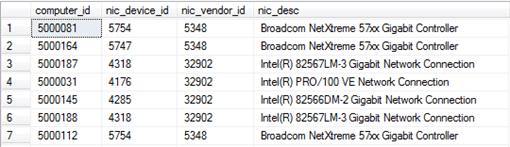 computer_id nic_device_id nic_vendor_id nic_desc
1 5000081 5754 5348 Broadcom NetXtreme 57xx Gigabit Controller
2 5000164 5747 5348 Broadcom NetXtreme 57xx Gigabit Controller
3 5000187 4318 32902 Intel(R) 82567LM-3 Gigabit Network Connection
4 5000031 4176 32902 Intel(R) PRO/100 VE Network Connection
5 5000145 4285 32902 Intel(R) 82566DM-2 Gigabit Network Connection
6 5000188 4318 32902 Intel(R) 82567LM-3 Gigabit Network Connection
7 5000112 5754 5348 Broadcom NetXtreme 57xx Gigabit Controller